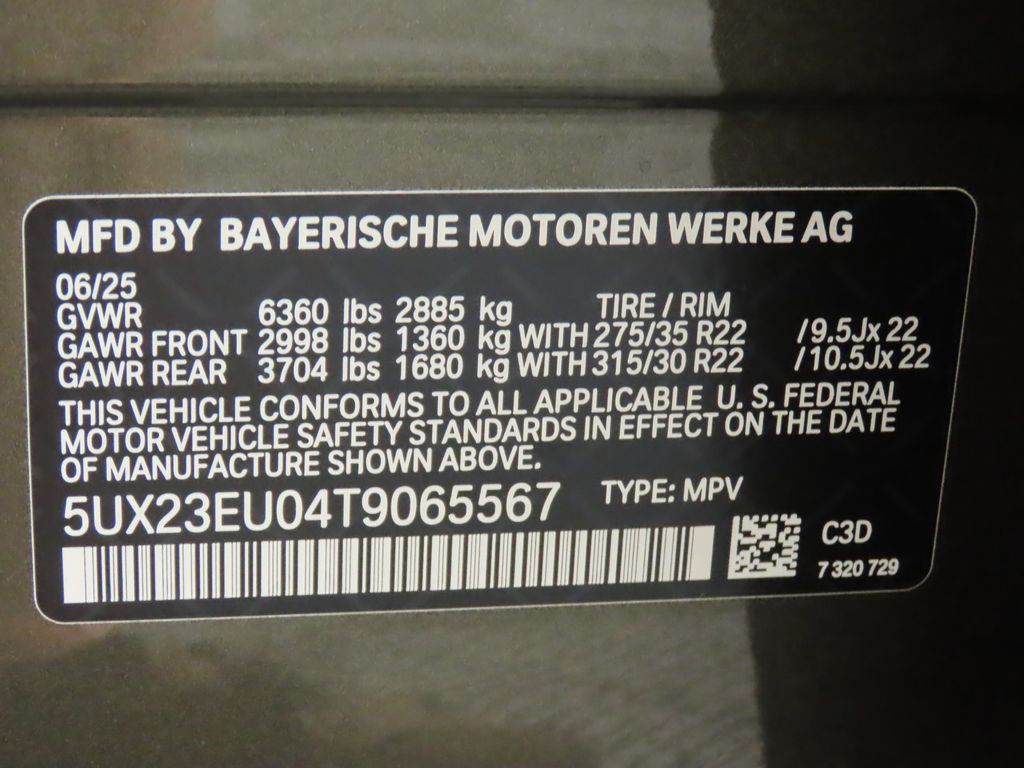 MFD BY BAYERISCHE MOTOREN WERKE AG
06/25
GVWR 6360 lbs 2885 kg TIRE / RIM
GAWR FRONT 2998 lbs 1360 kg WITH 275/35 R22 /9.5Jx 22
GAWR REAR 3704 lbs 1680 kg WITH 315/30 R22 /10.5Jx 22
THIS VEHICLE CONFORMS TO ALL APPLICABLE U. S. FEDERAL
MOTOR VEHICLE SAFETY STANDARDS IN EFFECT ON THE DATE
OF MANUFACTURE SHOWN ABOVE.
5UX23EU04T9065567 TYPE: MPV
C3D
7 320 729